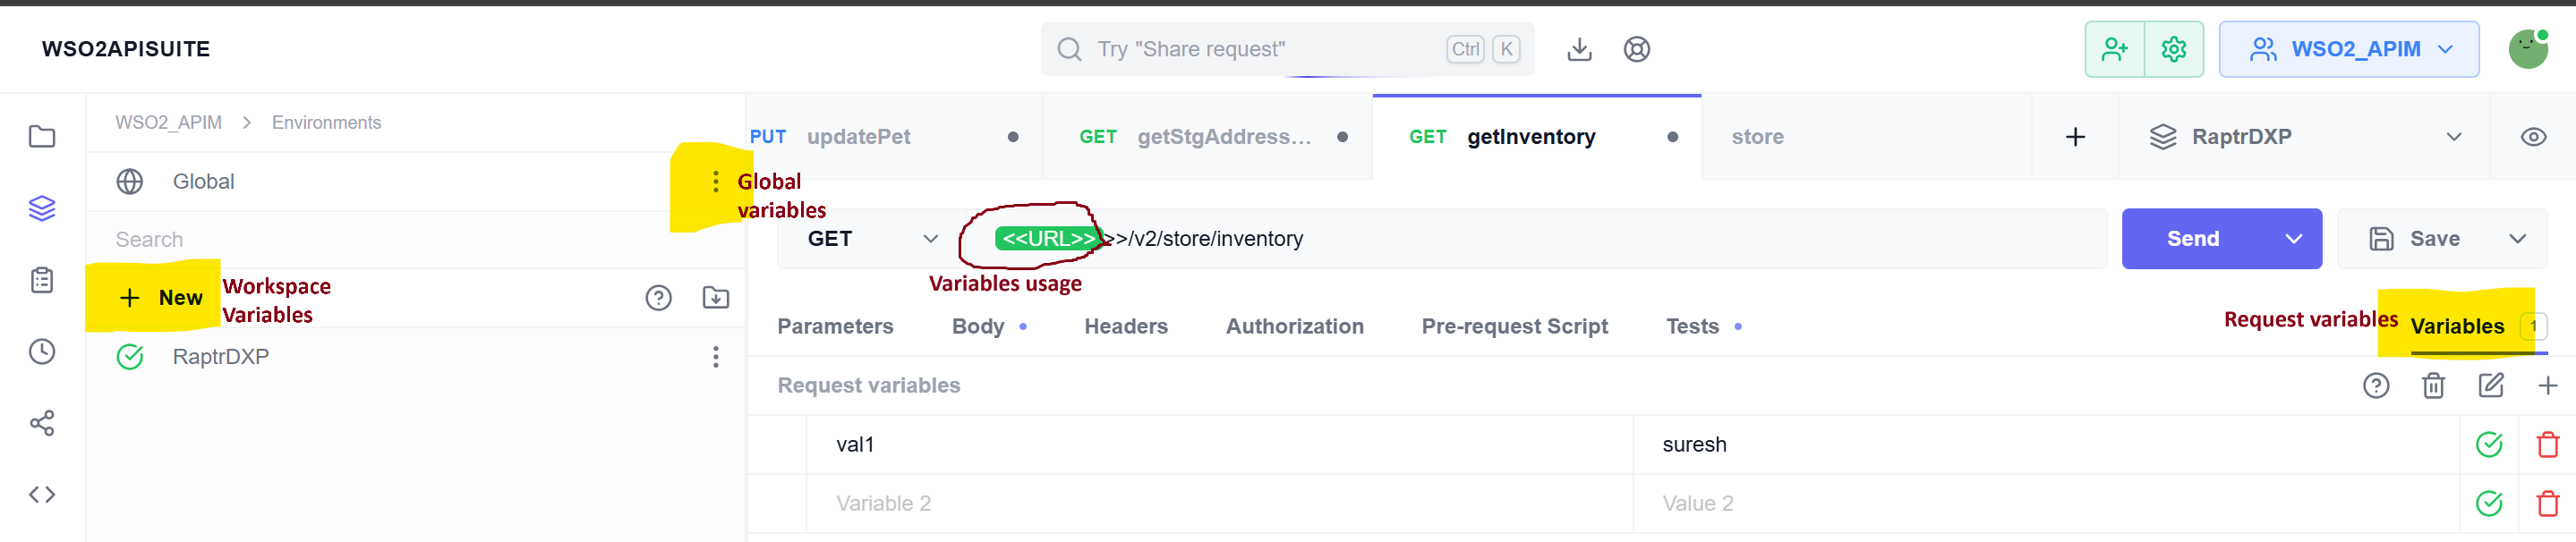 WSO2APISUITE
Try "Share request"
Ctrl
K
WSO2_APIM
WSO2_APIM > Environments
Global
Global
variables
Search
New
Workspace
Variables
RaptrDXP
PUT updatePet
GET getStgAddress...
GET getInventory
store
RaptrDXP
GET
<<URL>>>>/v2/store/inventory
Send
Save
Variables usage
Parameters
Body
Headers
Authorization
Pre-request Script
Tests
Request variables
Variables 1
Request variables
val1
suresh
Variable 2
Value 2